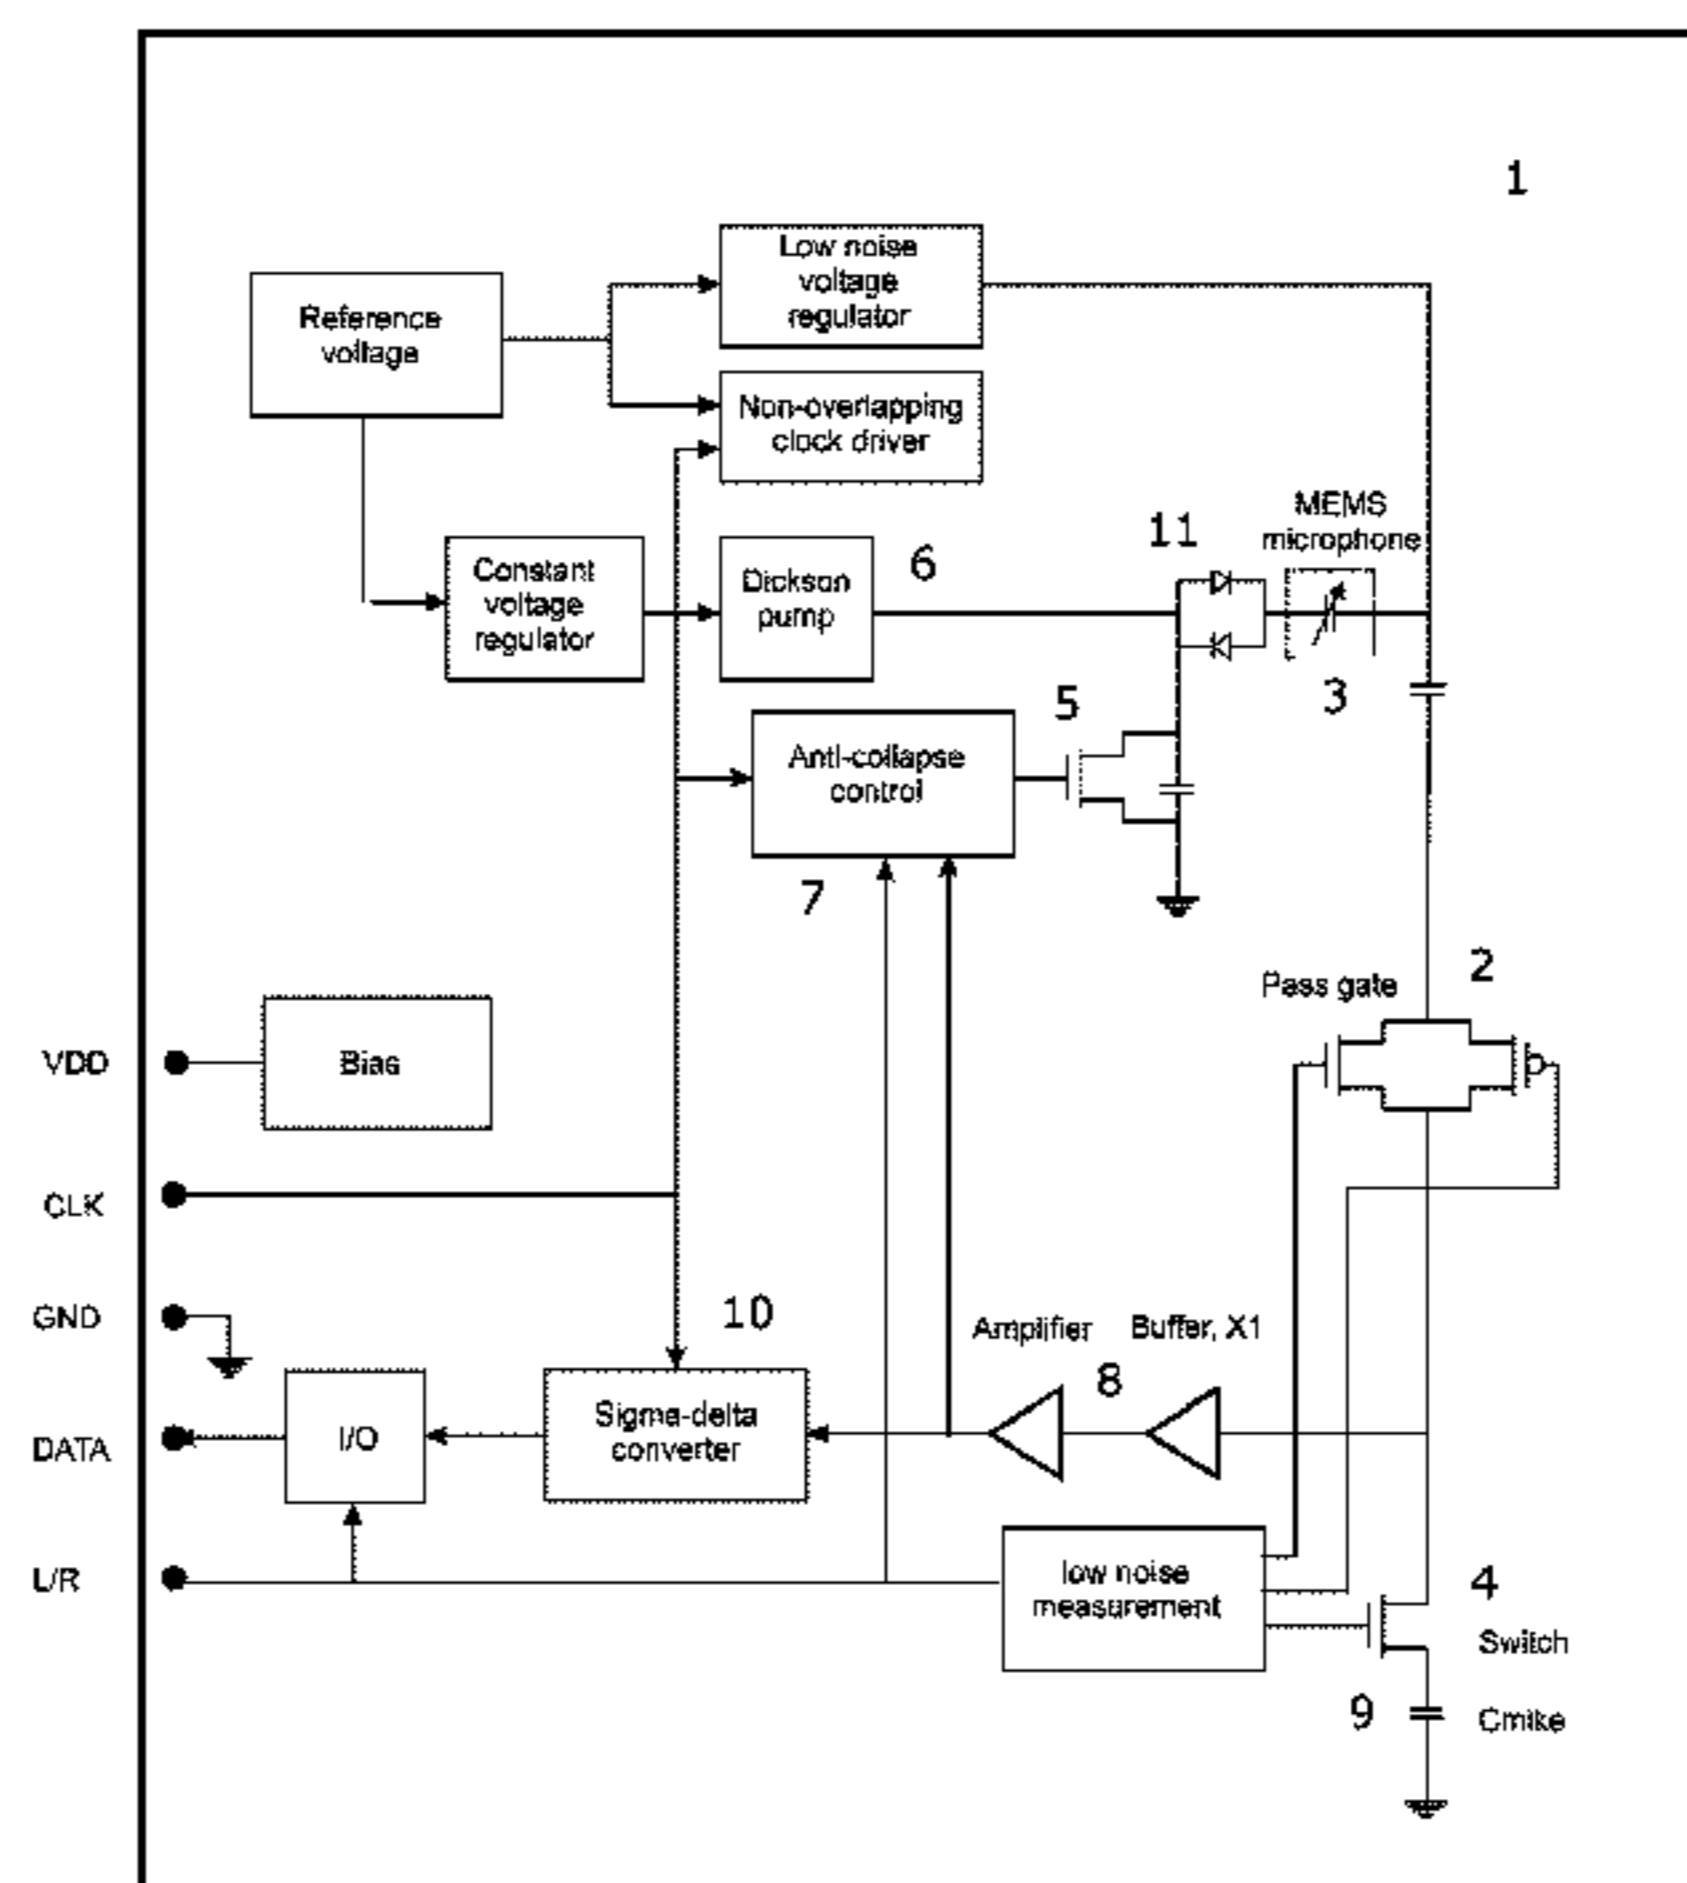 1
Low noise
voltage
regulator
Reference
voltage
Non-overlapping
clock driver
MEMS
microphone
11
6
Constant
voltage
regulator
Dickson
pump
3
5
Anti-collapse
control
7
2
Pass gate
VDD
Bias
CLK
GND
10
Amplifier
Buffer, X1
8
DATA
I/O
Sigma-delta
converter
L/R
low noise
measurement
4
Switch
9
Cmike